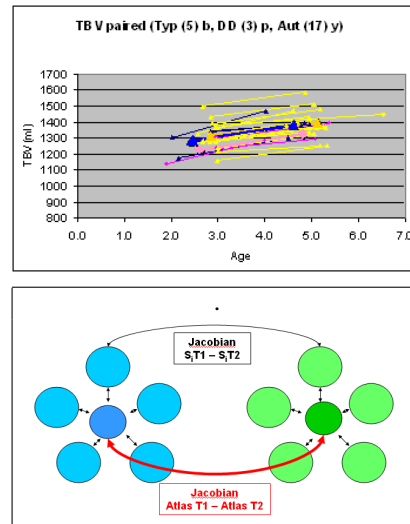 TBV paired (Typ (5) b, DD (3) p, Aut (17) y)
1700
1600
1500
1400
1300
1200
1100
1000
900
800
TBV (ml)
0.0 1.0 2.0 3.0 4.0 5.0 6.0 7.0
Age
Jacobian
SiT1 – SiT2
Jacobian
Atlas T1 – Atlas T2